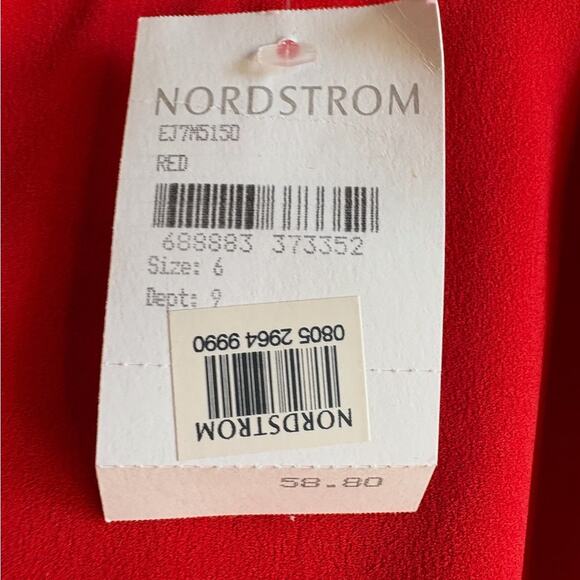 NORDSTROM
EJ7M5150
RED
688883 373352
Size: 6
Dept: 9
NORDSTROM
0805 2964 9990
58.80